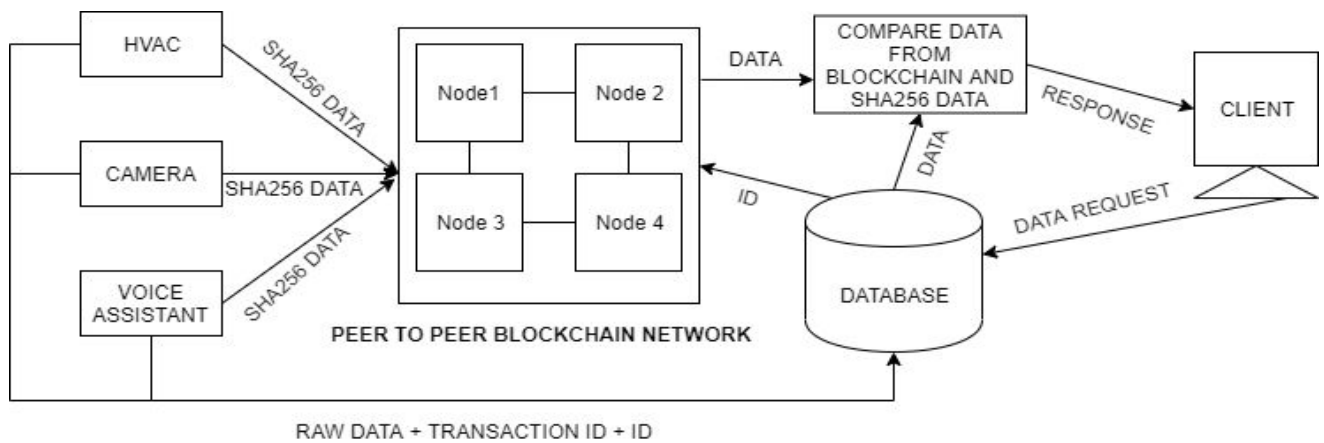 HVAC
SHA256 DATA
CAMERA
SHA256 DATA
VOICE
ASSISTANT
SHA256 DATA
Node1
Node 2
Node 3
Node 4
PEER TO PEER BLOCKCHAIN NETWORK
DATA
COMPARE DATA
FROM
BLOCKCHAIN AND
SHA256 DATA
RESPONSE
CLIENT
DATA
ID
DATA REQUEST
DATABASE
RAW DATA + TRANSACTION ID + ID